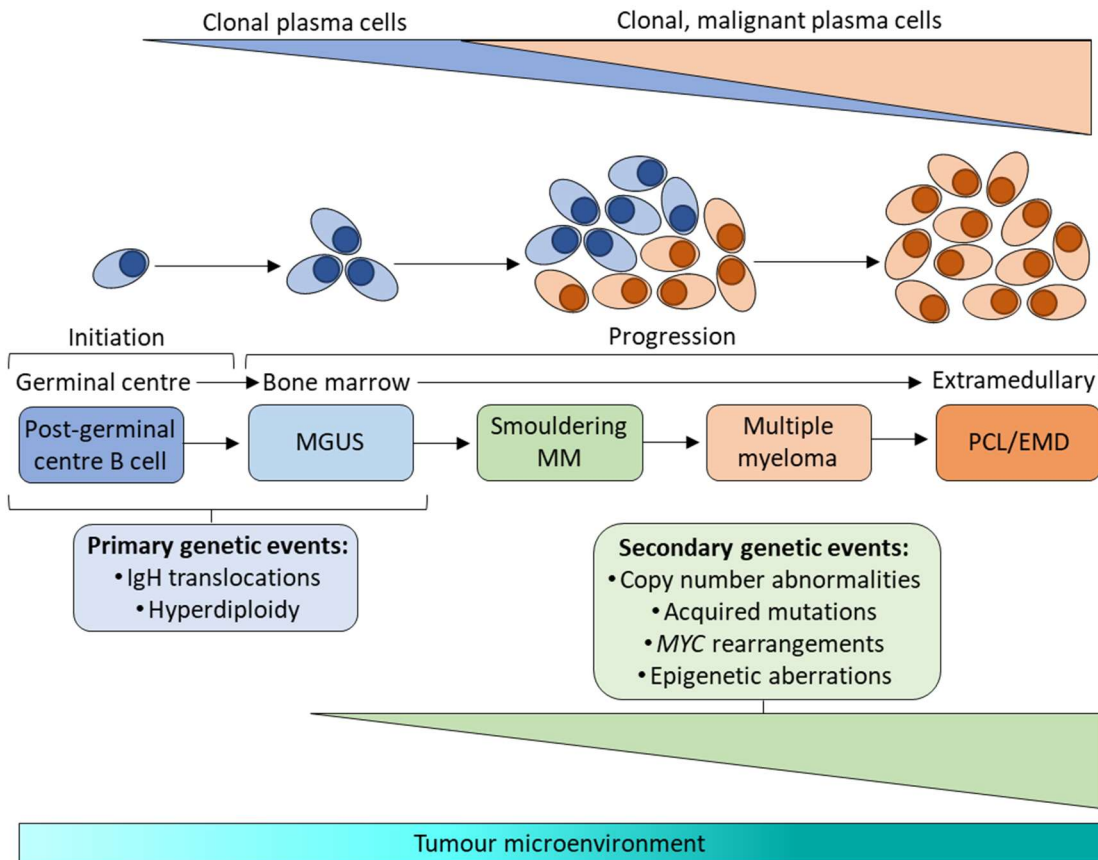 Clonal plasma cells
Clonal, malignant plasma cells
Initiation
Progression
Germinal centre
Bone marrow
Extramedullary
Post-germinal
centre B cell
MGUS
Smouldering
MM
Multiple
myeloma
PCL/EMD
Primary genetic events:
• IgH translocations
• Hyperdiploidy
Secondary genetic events:
• Copy number abnormalities
• Acquired mutations
• MYC rearrangements
• Epigenetic aberrations
Tumour microenvironment